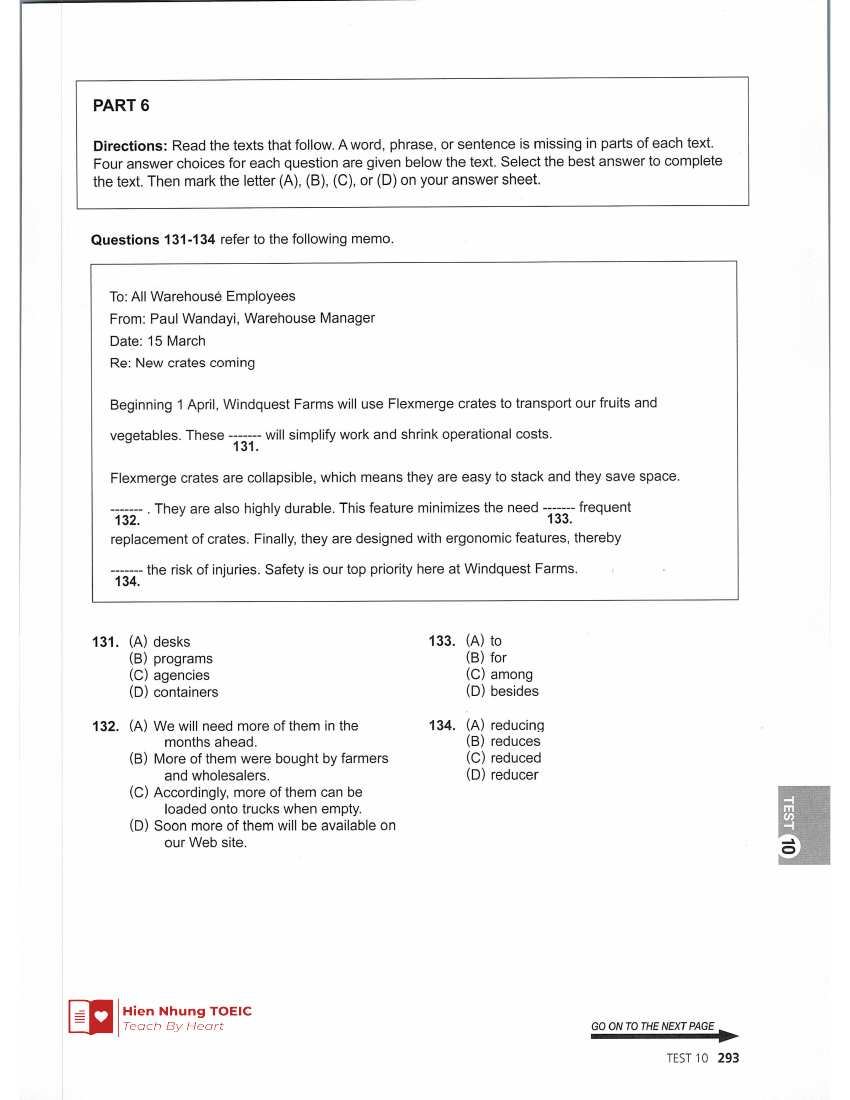 PART 6
Directions: Read the texts that follow. A word, phrase, or sentence is missing in parts of each text.
Four answer choices for each question are given below the text. Select the best answer to complete
the text. Then mark the letter (A), (B), (C), or (D) on your answer sheet.
Questions 131-134 refer to the following memo.
To: All Warehouse Employees
From: Paul Wandayi, Warehouse Manager
Date: 15 March
Re: New crates coming
Beginning 1 April, Windquest Farms will use Flexmerge crates to transport our fruits and
vegetables. These ------- will simplify work and shrink operational costs.
131.
Flexmerge crates are collapsible, which means they are easy to stack and they save space.
------- . They are also highly durable. This feature minimizes the need ------- frequent
132. 133.
replacement of crates. Finally, they are designed with ergonomic features, thereby
------- the risk of injuries. Safety is our top priority here at Windquest Farms.
134.
131. (A) desks
(B) programs
(C) agencies
(D) containers
132. (A) We will need more of them in the
months ahead.
(B) More of them were bought by farmers
and wholesalers.
(C) Accordingly, more of them can be
loaded onto trucks when empty.
(D) Soon more of them will be available on
our Web site.
133. (A) to
(B) for
(C) among
(D) besides
134. (A) reducing
(B) reduces
(C) reduced
(D) reducer
TEST 10
Hien Nhung TOEIC
Teach By Heart
GO ON TO THE NEXT PAGE
TEST 10 293